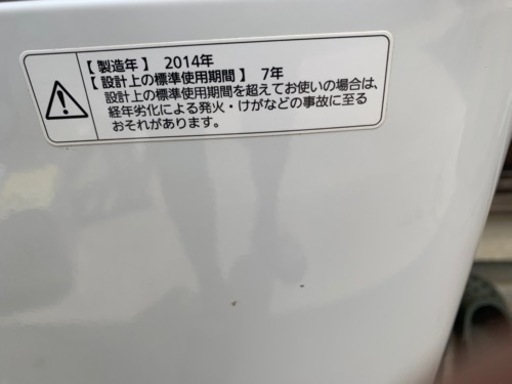 【製造年】 2014年
【設計上の標準使用期間】 7年
設計上の標準使用期間を超えてお使いの場合は、
経年劣化による発火・けがなどの事故に至る
おそれがあります。